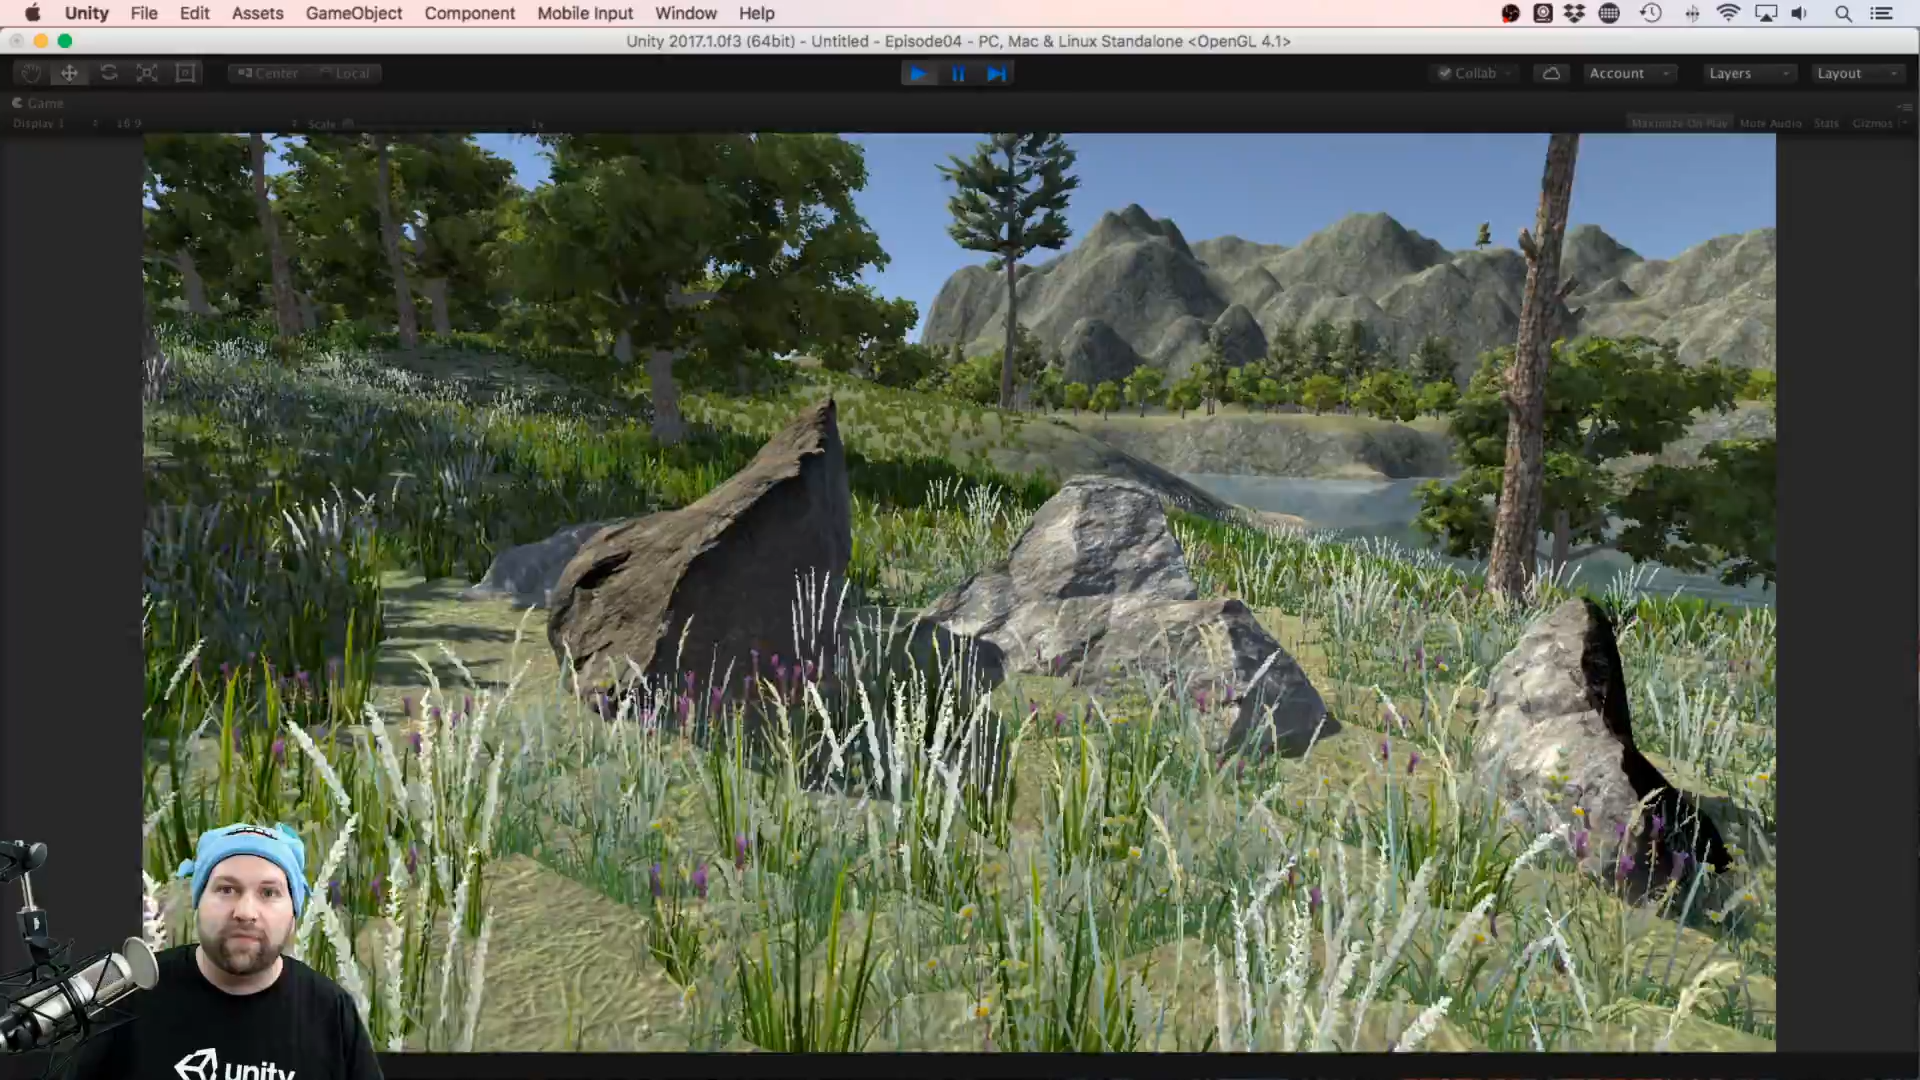 Unity File Edit Assets GameObject Component Mobile Input Window Help
Unity 2017.1.0f3 (64bit) - Untitled - Episode04 - PC, Mac & Linux Standalone <OpenGL 4.1>
Center Local Collab Account Layers Layout
Game
Display 1 16:9 Scale 1x Maximize On Play Mute Audio Stats Gizmos
unity